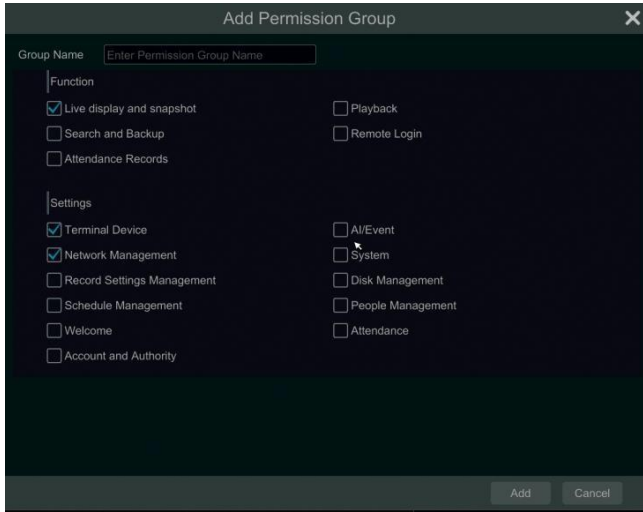 Add Permission Group
Group Name Enter Permission Group Name
Function
Live display and snapshot Playback
Search and Backup Remote Login
Attendance Records
Settings
Terminal Device AI/Event
Network Management System
Record Settings Management Disk Management
Schedule Management People Management
Welcome Attendance
Account and Authority
Add Cancel